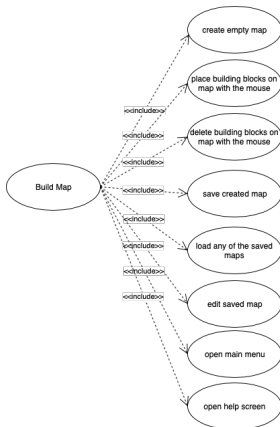 create empty map
place building blocks on
map with the mouse
<<include>>
<<include>>
delete building blocks on
map with the mouse
<<include>>
Build Map
<<include>>
save created map
<<include>>
<<include>>
load any of the saved
maps
<<include>>
<<include>>
edit saved map
open main menu
open help screen